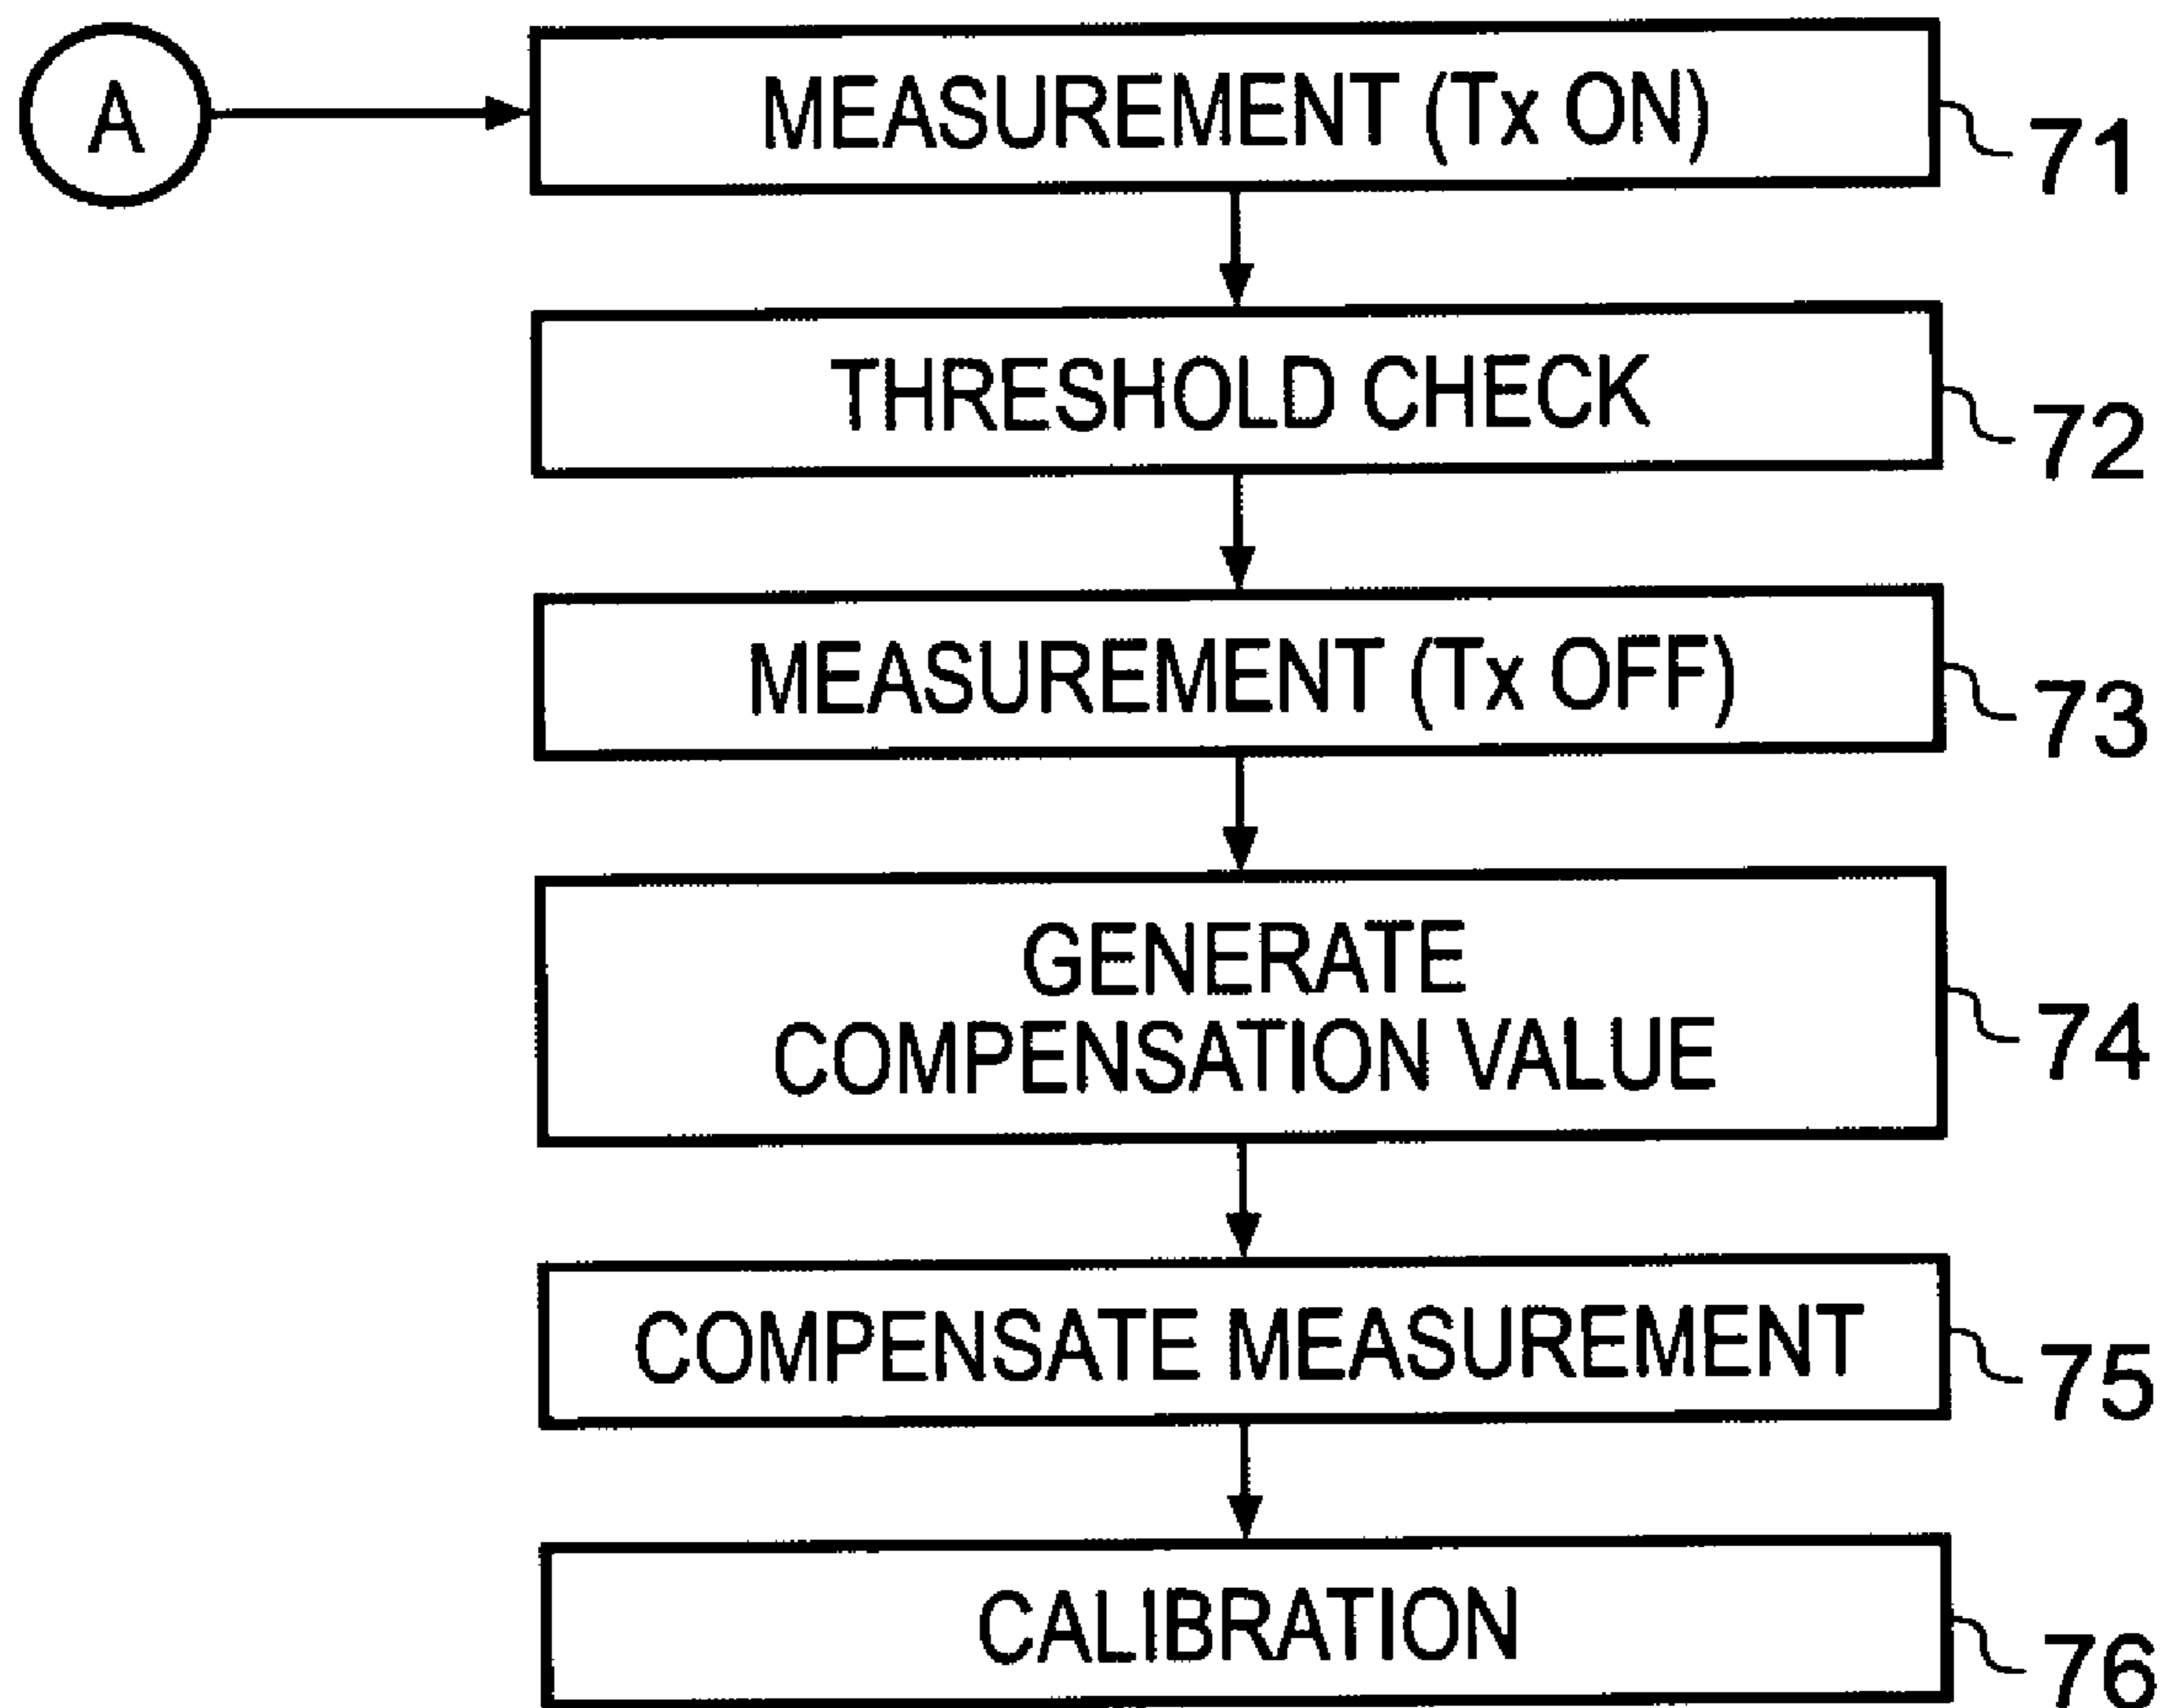 A
MEASUREMENT (Tx ON)
71
THRESHOLD CHECK
72
MEASUREMENT (Tx OFF)
73
GENERATE
COMPENSATION VALUE
74
COMPENSATE MEASUREMENT
75
CALIBRATION
76